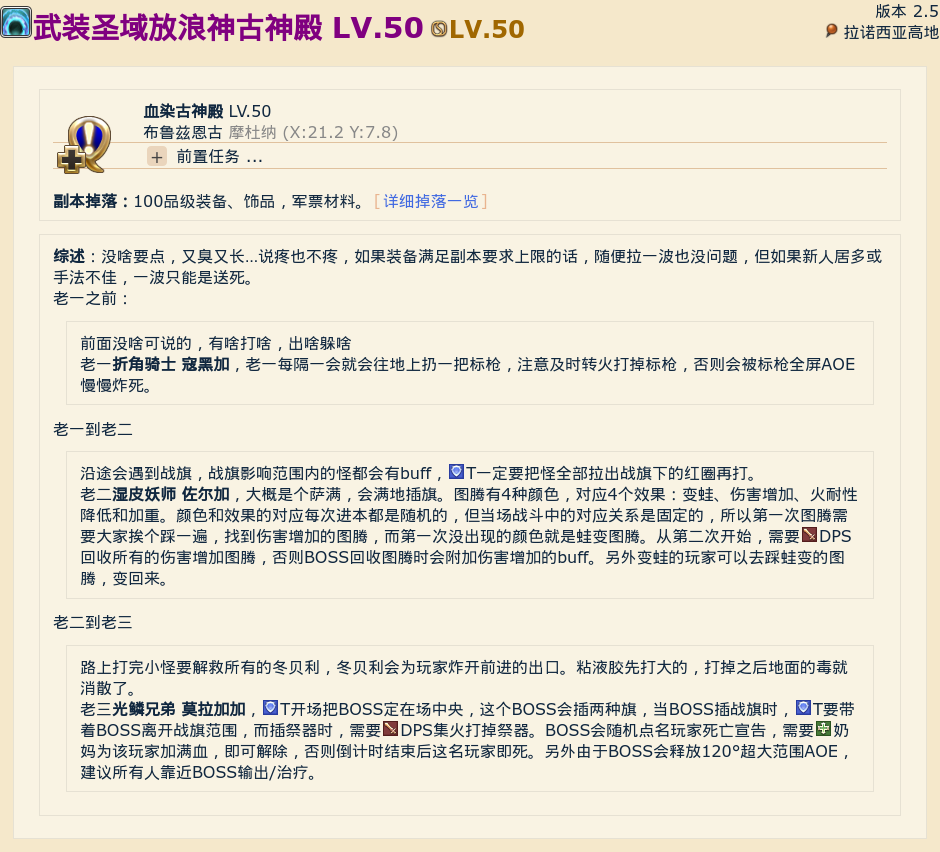 武装圣域放浪神古神殿 LV.50 LV.50
版本 2.5
拉诺西亚高地
血染古神殿 LV.50
布鲁兹恩古 摩杜纳 (X:21.2 Y:7.8)
+ 前置任务 ...
副本掉落：100品级装备、饰品，军票材料。［详细掉落一览］
综述：没啥要点，又臭又长...说疼也不疼，如果装备满足副本要求上限的话，随便拉一波也没问题，但如果新人居多或
手法不佳，一波只能是送死。
老一之前：
前面没啥可说的，有啥打啥，出啥躲啥
老一折角骑士 寇黑加，老一每隔一会就会往地上扔一把标枪，注意及时转火打掉标枪，否则会被标枪全屏AOE
慢慢炸死。
老一到老二
沿途会遇到战旗，战旗影响范围内的怪都会有buff，T一定要把怪全部拉出战旗下的红圈再打。
老二湿皮妖师 佐尔加，大概是个萨满，会满地插旗。图腾有4种颜色，对应4个效果：变蛙、伤害增加、火耐性
降低和加重。颜色和效果的对应每次进本都是随机的，但当场战斗中的对应关系是固定的，所以第一次图腾需
要大家挨个踩一遍，找到伤害增加的图腾，而第一次没出现的颜色就是蛙变图腾。从第二次开始，需要DPS
回收所有的伤害增加图腾，否则BOSS回收图腾时会附加伤害增加的buff。另外变蛙的玩家可以去踩蛙变的图
腾，变回来。
老二到老三
路上打完小怪要解救所有的冬贝利，冬贝利会为玩家炸开前进的出口。粘液胶先打大的，打掉之后地面的毒就
消散了。
老三光鳞兄弟 莫拉加加，T开场把BOSS定在场中央，这个BOSS会插两种旗，当BOSS插战旗时，T要带
着BOSS离开战旗范围，而插祭器时，需要DPS集火打掉祭器。BOSS会随机点名玩家死亡宣告，需要奶
妈为该玩家加满血，即可解除，否则倒计时结束后这名玩家即死。另外由于BOSS会释放120°超大范围AOE，
建议所有人靠近BOSS输出/治疗。